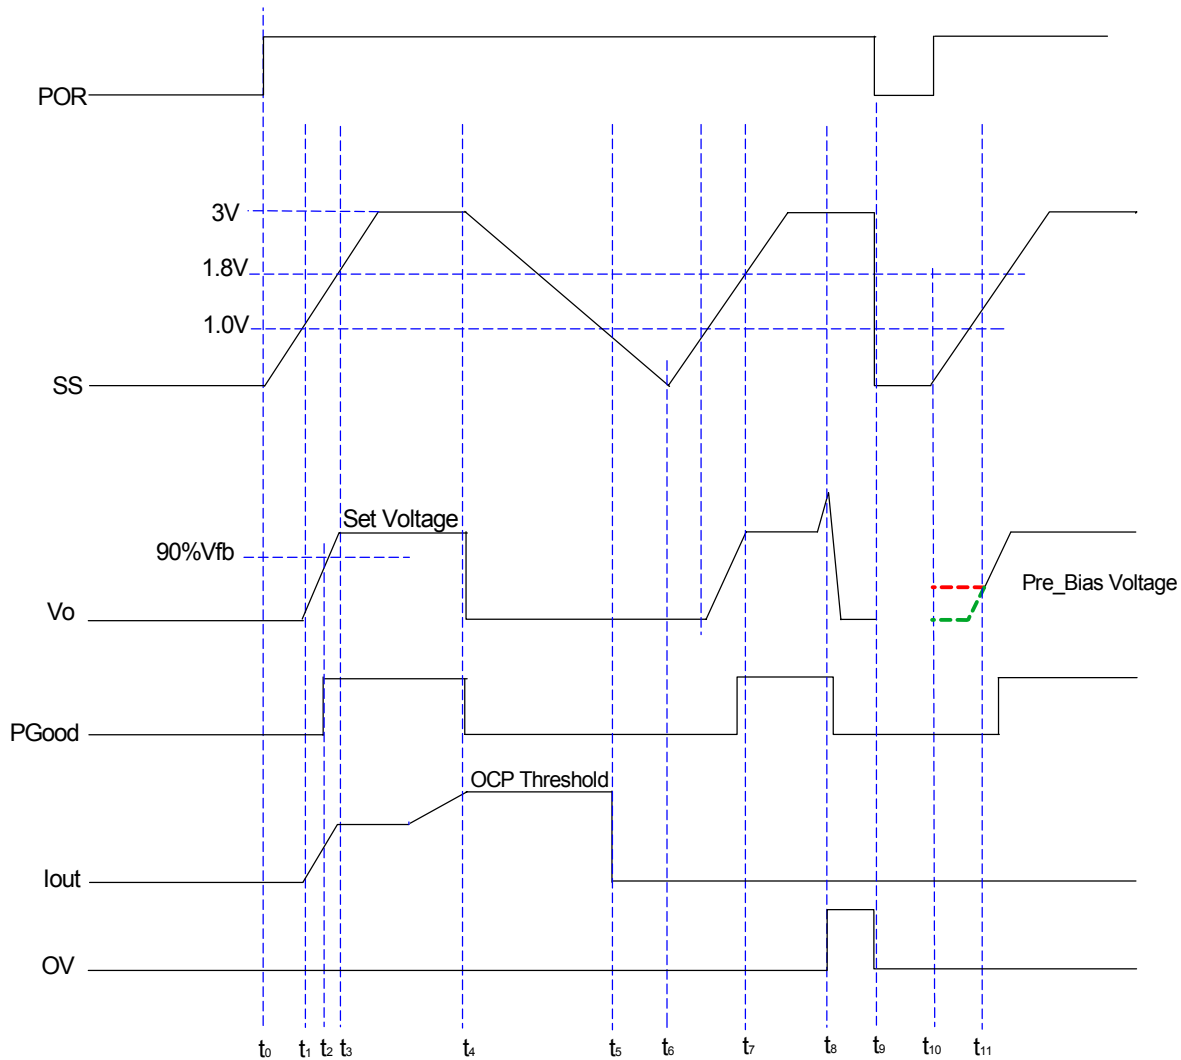 POR
3V
1.8V
1.0V
SS
Set Voltage
90%Vfb
Pre_Bias Voltage
Vo
PGood
OCP Threshold
Iout
OV
t0 t1 t2 t3 t4 t5 t6 t7 t8 t9 t10 t11